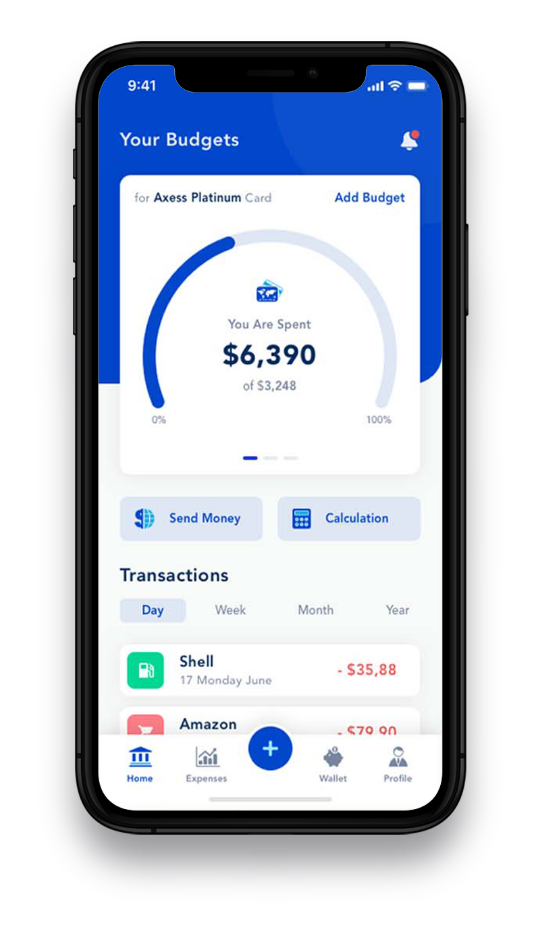 9:41
Your Budgets
for Axess Platinum Card
Add Budget
You Are Spent
$6,390
of $3,248
0%
100%
Send Money
Calculation
Transactions
Day
Week
Month
Year
Shell
- $35,88
17 Monday June
Amazon
- $79,90
Home
Expenses
+
Wallet
Profile